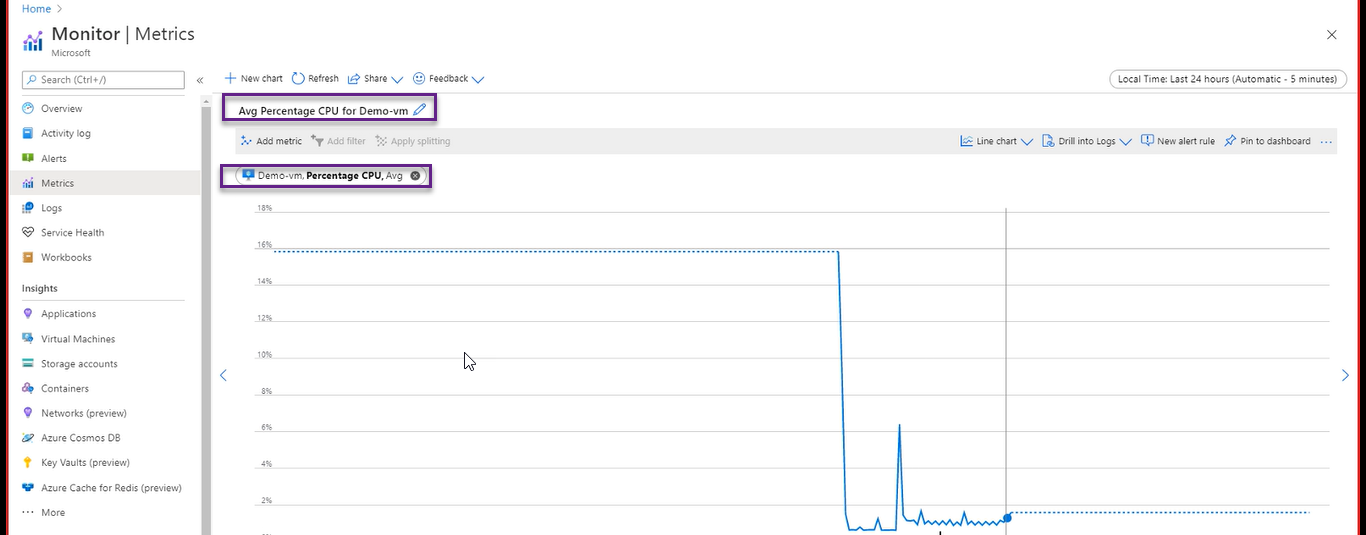 Home >
Monitor | Metrics
Microsoft
Search (Ctrl+/)
«
New chart
Refresh
Share
Feedback
Local Time: Last 24 hours (Automatic - 5 minutes)
Overview
Activity log
Alerts
Metrics
Logs
Service Health
Workbooks
Insights
Applications
Virtual Machines
Storage accounts
Containers
Networks (preview)
Azure Cosmos DB
Key Vaults (preview)
Azure Cache for Redis (preview)
··· More
Avg Percentage CPU for Demo-vm
Add metric
Add filter
Apply splitting
Line chart
Drill into Logs
New alert rule
Pin to dashboard
···
Demo-vm, Percentage CPU, Avg
18%
16%
14%
12%
10%
8%
6%
4%
2%